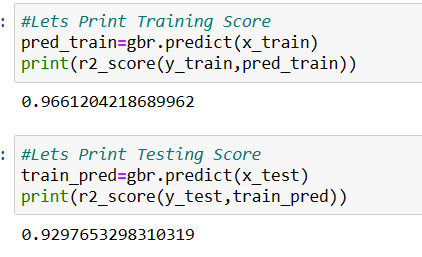 : #Lets Print Training Score
pred_train=gbr.predict(x_train)
print(r2_score(y_train,pred_train))
0.9661204218689962
: #Lets Print Testing Score
train_pred=gbr.predict(x_test)
print(r2_score(y_test,train_pred))
0.9297653298310319